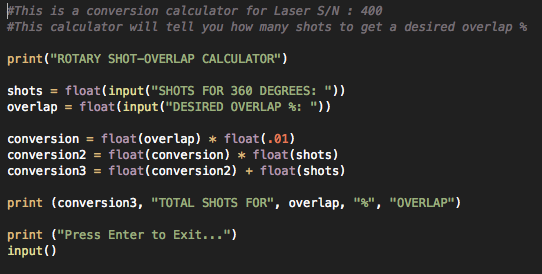 #This is a conversion calculator for Laser S/N : 400
#This calculator will tell you how many shots to get a desired overlap %
print("ROTARY SHOT-OVERLAP CALCULATOR")
shots = float(input("SHOTS FOR 360 DEGREES: "))
overlap = float(input("DESIRED OVERLAP %: "))
conversion = float(overlap) * float(.01)
conversion2 = float(conversion) * float(shots)
conversion3 = float(conversion2) + float(shots)
print (conversion3, "TOTAL SHOTS FOR", overlap, "%", "OVERLAP")
print ("Press Enter to Exit...")
input()